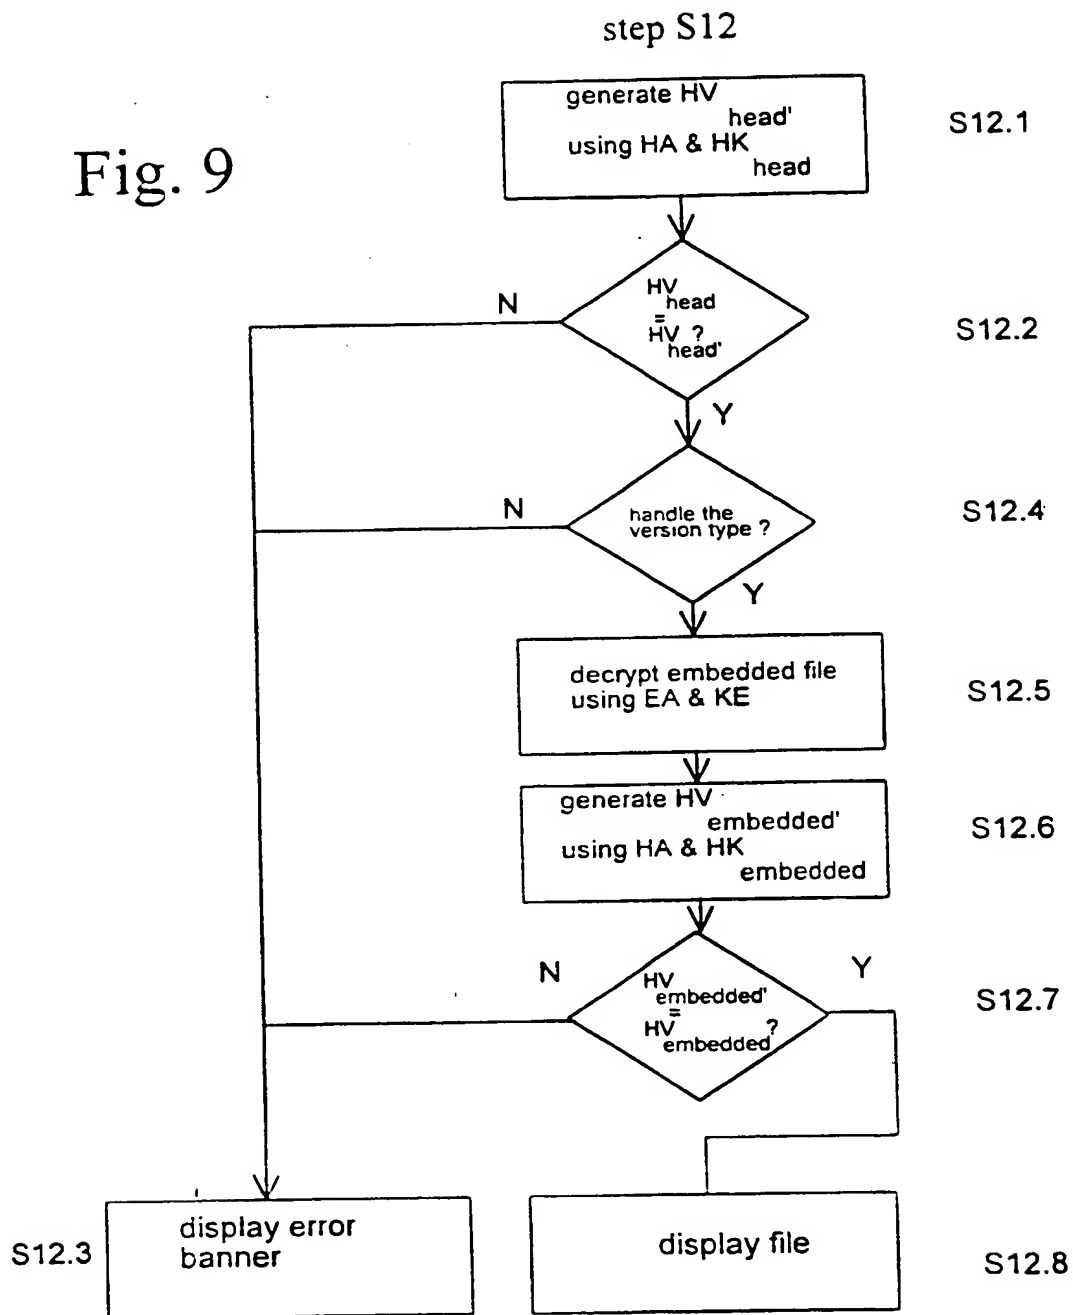 step S12
Fig. 9
generate HV
head'
using HA & HK
head
S12.1
N
HV
head
=
HV ?
head'
S12.2
Y
N
handle the
version type ?
S12.4
Y
decrypt embedded file
using EA & KE
S12.5
generate HV
embedded'
using HA & HK
embedded
S12.6
N
HV
embedded'
=
HV ?
embedded
Y
S12.7
S12.3
display error
banner
display file
S12.8